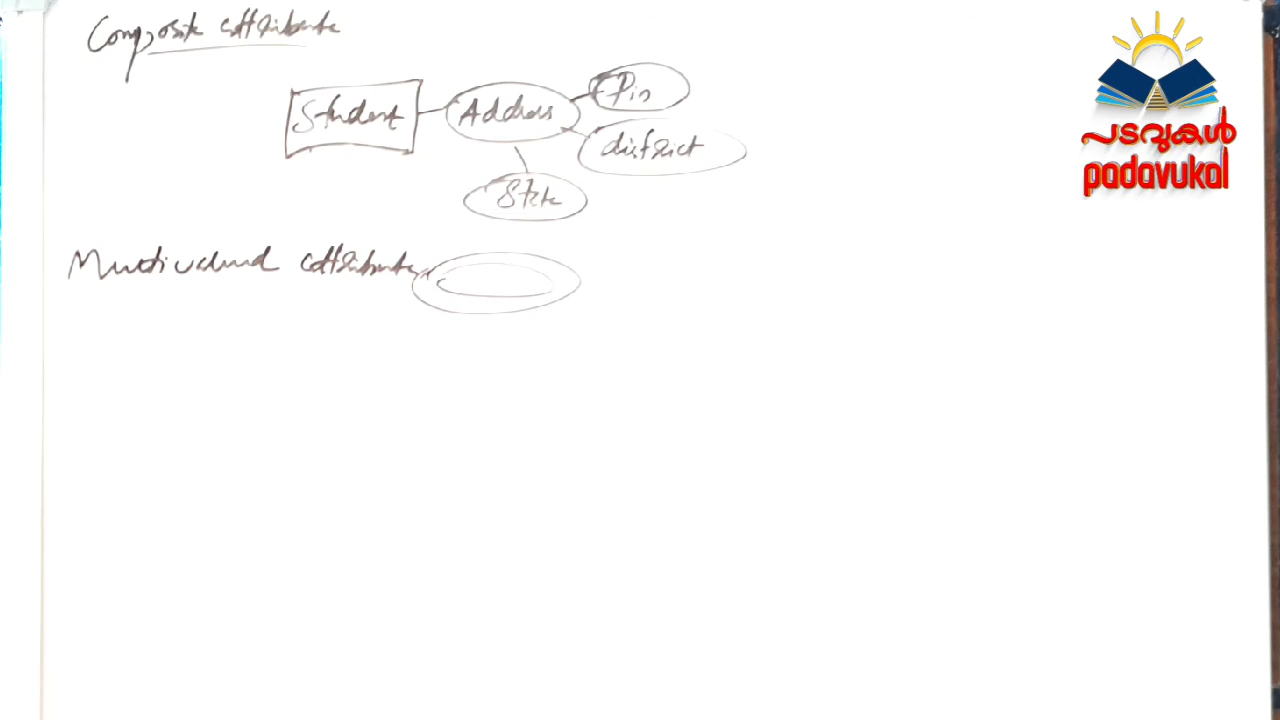 Composite attribute
Student
Address
Pin
district
State
Multivalued attribute
പടവുകൾ
padavukal